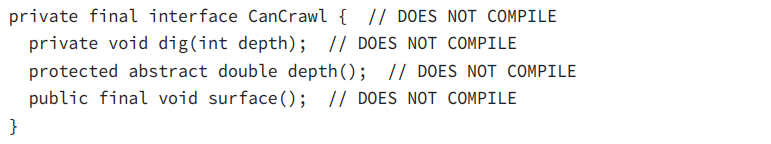 private final interface CanCrawl {  // DOES NOT COMPILE
  private void dig(int depth);  // DOES NOT COMPILE
  protected abstract double depth();  // DOES NOT COMPILE
  public final void surface();  // DOES NOT COMPILE
}